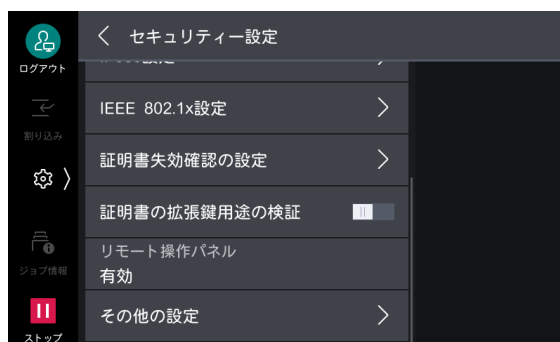 セキュリティー設定
ログアウト
IEEE 802.1x設定
割り込み
証明書失効確認の設定
証明書の拡張鍵用途の検証
リモート操作パネル
ジョブ情報
有効
その他の設定
ストップ